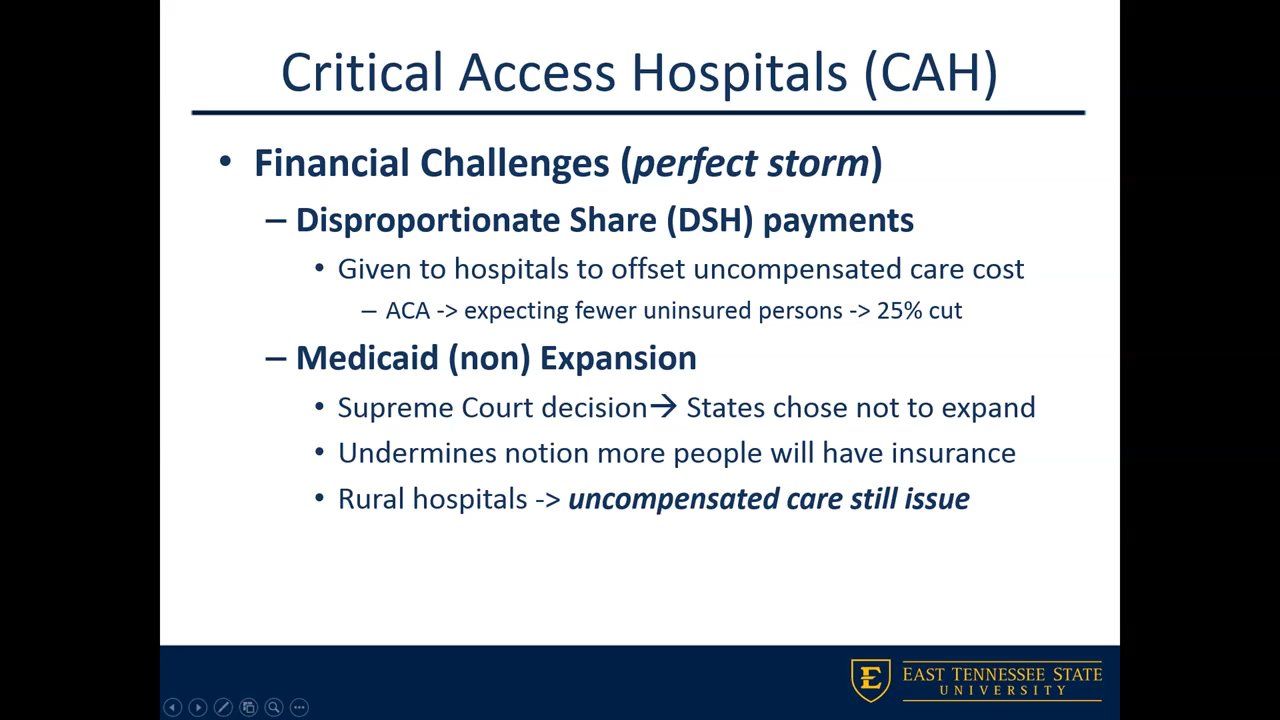 Critical Access Hospitals (CAH)
• Financial Challenges (perfect storm)
– Disproportionate Share (DSH) payments
• Given to hospitals to offset uncompensated care cost
– ACA -> expecting fewer uninsured persons -> 25% cut
– Medicaid (non) Expansion
• Supreme Court decision→ States chose not to expand
• Undermines notion more people will have insurance
• Rural hospitals -> uncompensated care still issue
E
EAST TENNESSEE STATE
UNIVERSITY